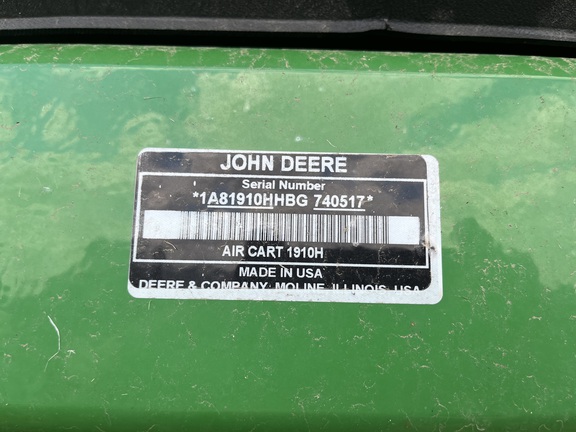 JOHN DEERE
Serial Number
*1A81910HHBG 740517*
AIR CART 1910H
MADE IN USA
DEERE & COMPANY MOLINE, ILLINOIS USA